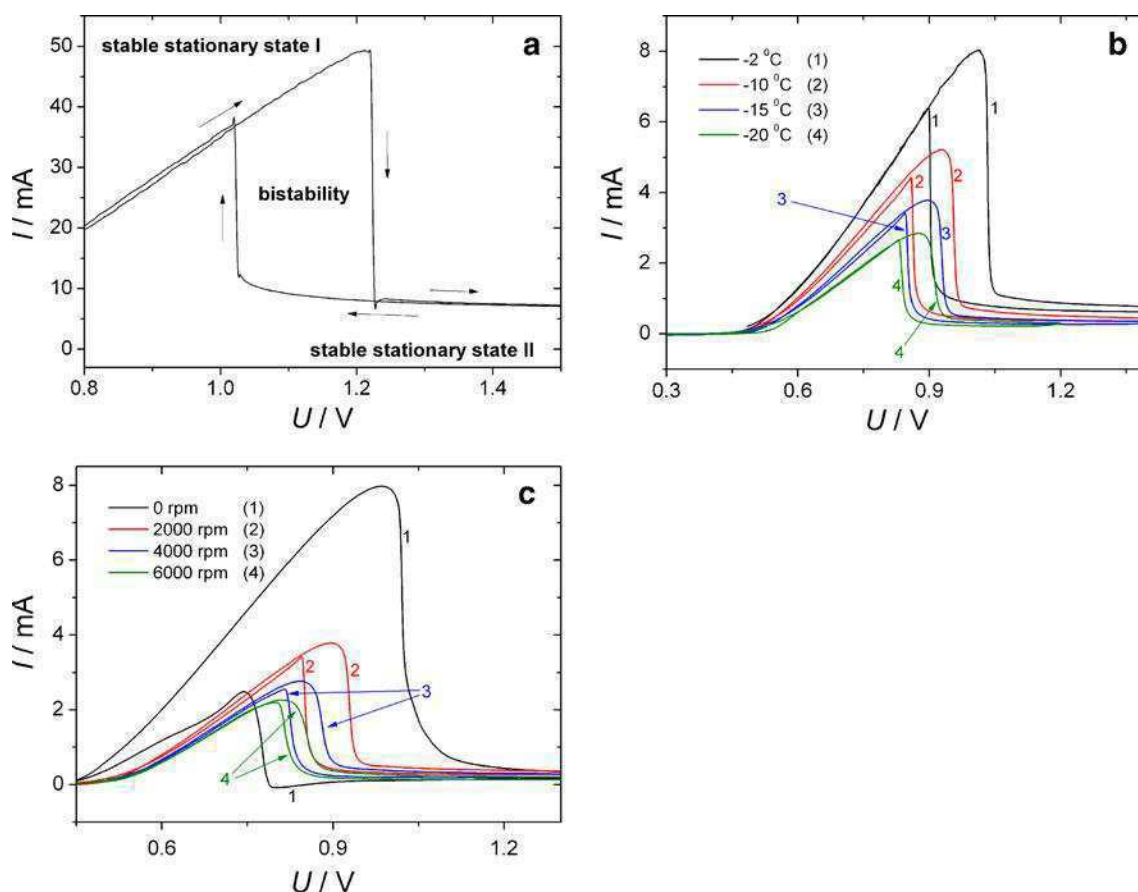 a
stable stationary state I
bistability
stable stationary state II
I / mA
50
40
30
20
10
0
0.8 1.0 1.2 1.4
U / V
b
-2 °C (1)
-10 °C (2)
-15 °C (3)
-20 °C (4)
1
1
2
2
3
3
4
4
I / mA
8
6
4
2
0
0.3 0.6 0.9 1.2
U / V
c
0 rpm (1)
2000 rpm (2)
4000 rpm (3)
6000 rpm (4)
1
2
2
3
4
1
I / mA
8
6
4
2
0
0.6 0.9 1.2
U / V